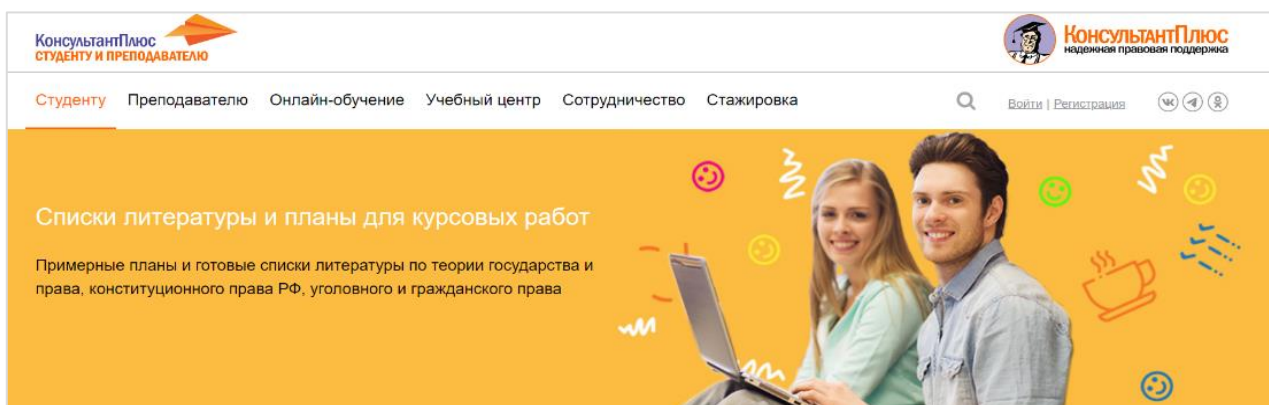 КонсультантПлюс
СТУДЕНТУ И ПРЕПОДАВАТЕЛЮ
КонсультантПлюс
надежная правовая поддержка
Студенту Преподавателю Онлайн-обучение Учебный центр Сотрудничество Стажировка Войти | Регистрация
Списки литературы и планы для курсовых работ
Примерные планы и готовые списки литературы по теории государства и
права, конституционного права РФ, уголовного и гражданского права